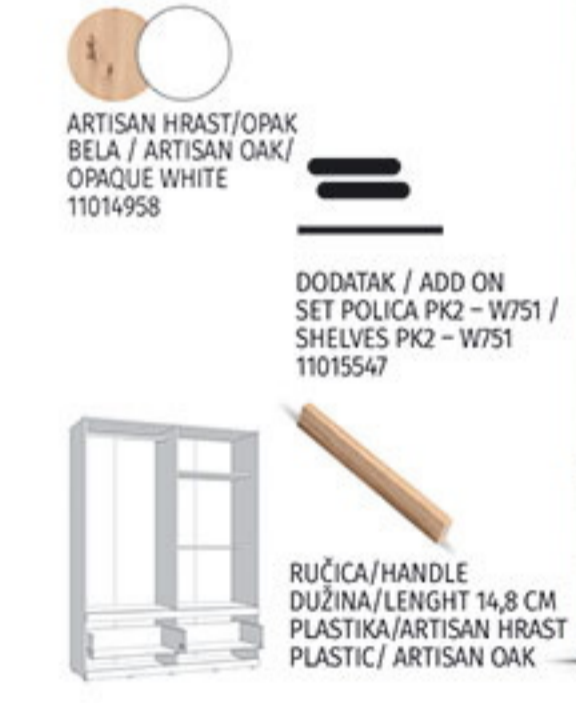 ARTISAN HRAST/OPAK
BELA / ARTISAN OAK/
OPAQUE WHITE
11014958
DODATAK / ADD ON
SET POLICA PK2 – W751 /
SHELVES PK2 – W751
11015547
RUČICA/HANDLE
DUŽINA/LENGHT 14,8 CM
PLASTIKA/ARTISAN HRAST
PLASTIC/ ARTISAN OAK